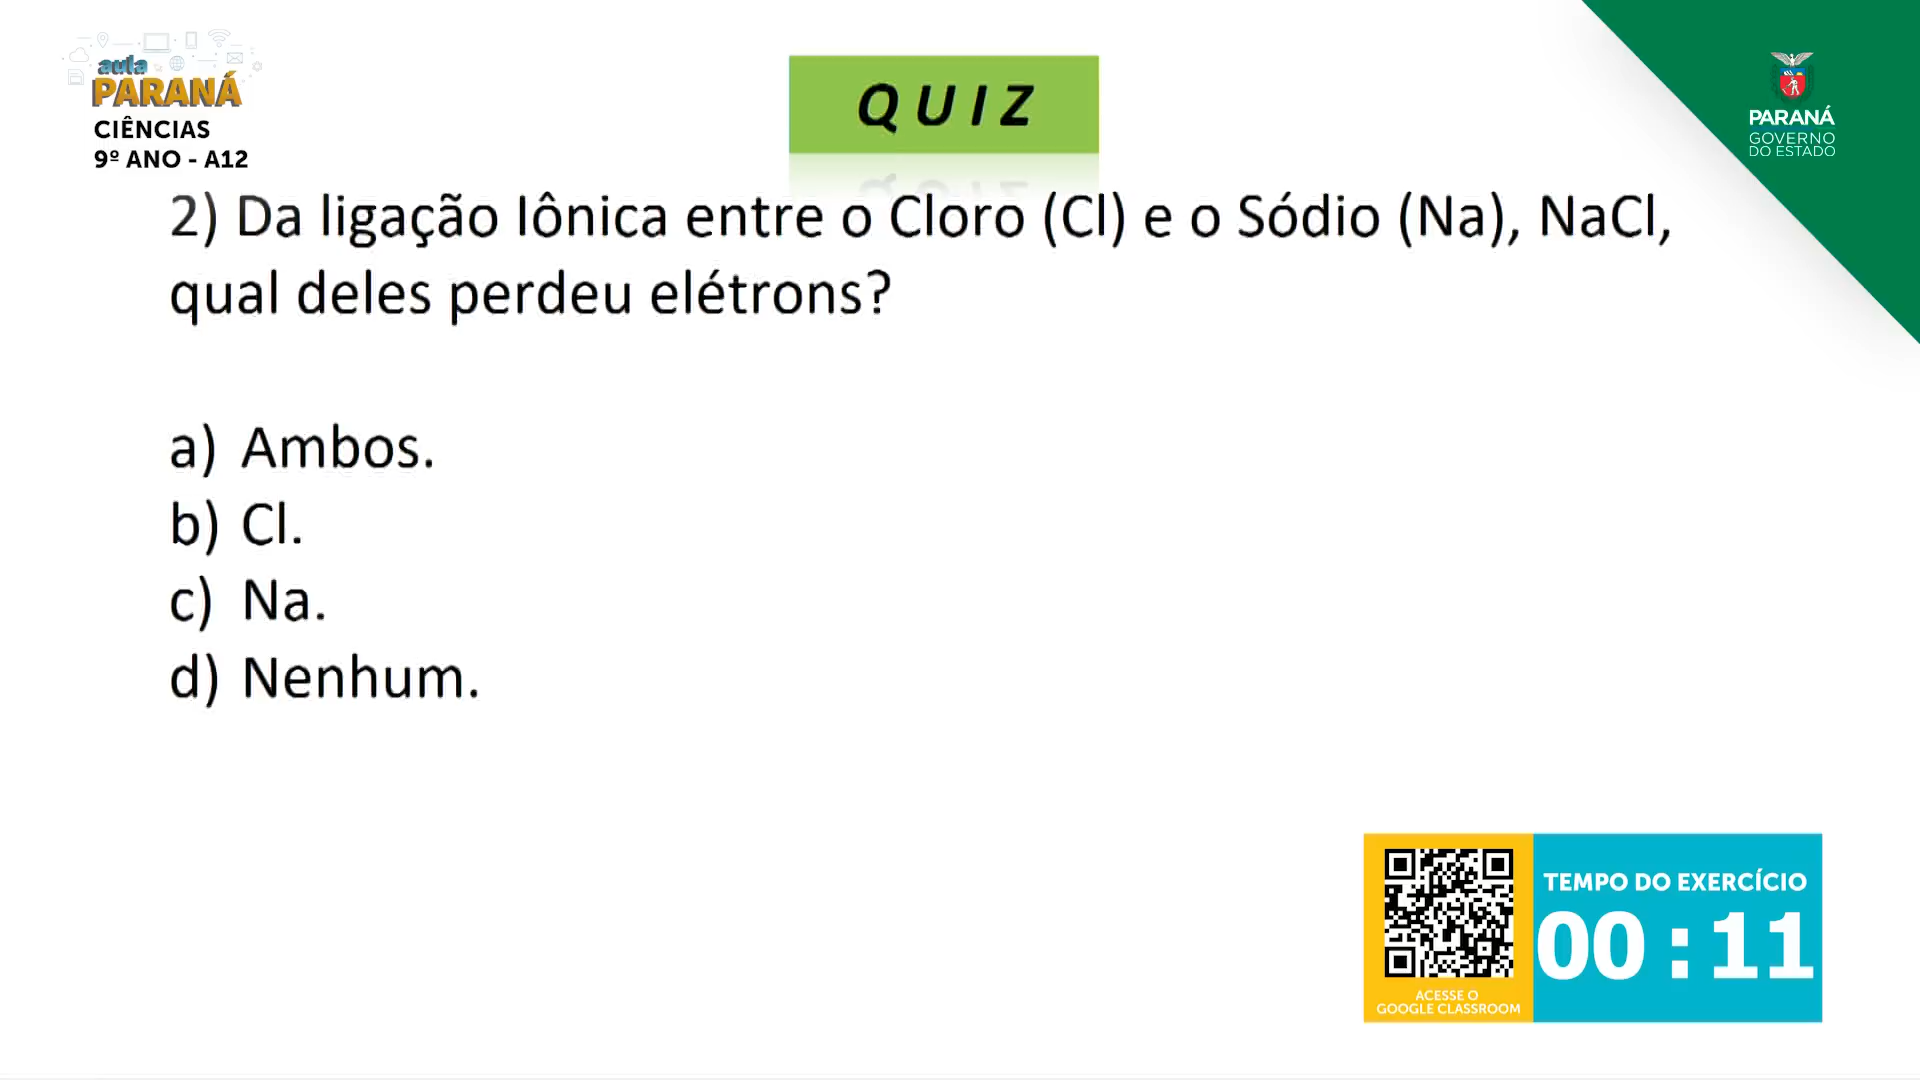 aula
PARANÁ
CIÊNCIAS
9º ANO - A12
QUIZ
PARANÁ
GOVERNO
DO ESTADO
2) Da ligação Iônica entre o Cloro (Cl) e o Sódio (Na), NaCl,
qual deles perdeu elétrons?
a) Ambos.
b) Cl.
c) Na.
d) Nenhum.
TEMPO DO EXERCÍCIO
00:11
ACESSE O
GOOGLE CLASSROOM